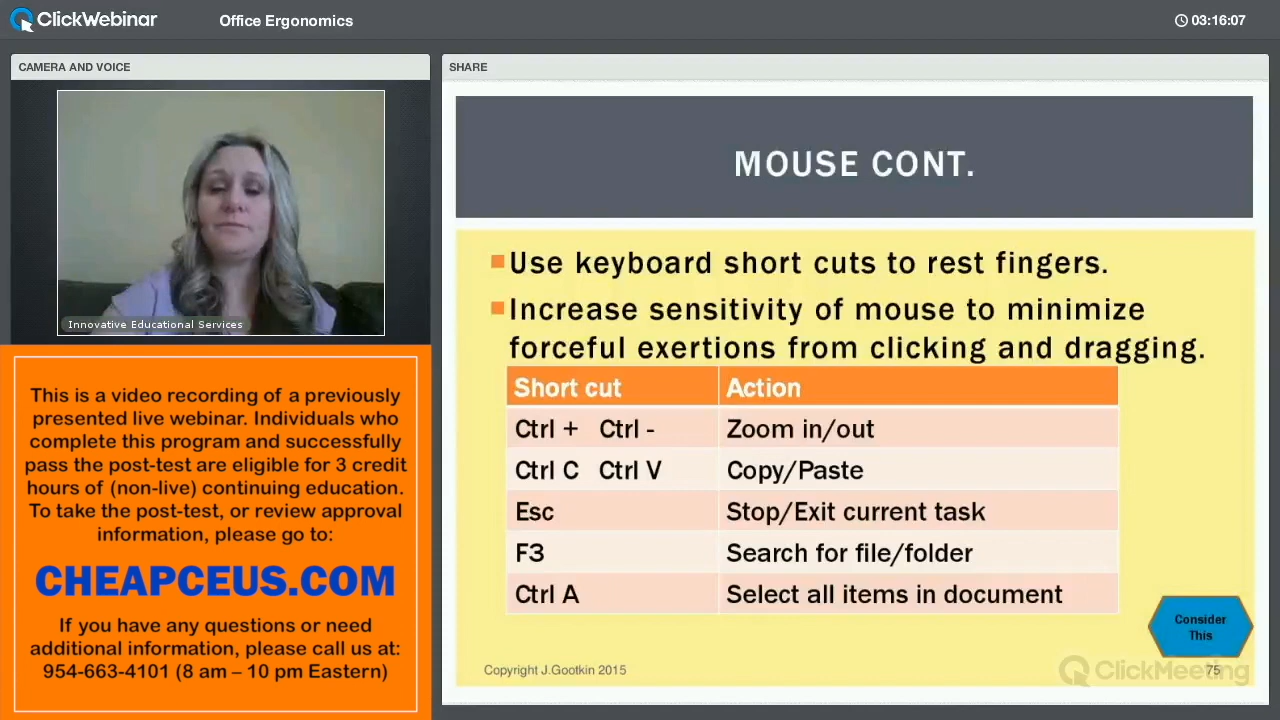 ClickWebinar
Office Ergonomics
03:16:07
CAMERA AND VOICE
Innovative Educational Services
This is a video recording of a previously
presented live webinar. Individuals who
complete this program and successfully
pass the post-test are eligible for 3 credit
hours of (non-live) continuing education.
To take the post-test, or review approval
information, please go to:
CHEAPCEUS.COM
If you have any questions or need
additional information, please call us at:
954-663-4101 (8 am – 10 pm Eastern)
SHARE
MOUSE CONT.
Use keyboard short cuts to rest fingers.
Increase sensitivity of mouse to minimize
forceful exertions from clicking and dragging.
Short cut Action
Ctrl + Ctrl - Zoom in/out
Ctrl C Ctrl V Copy/Paste
Esc Stop/Exit current task
F3 Search for file/folder
Ctrl A Select all items in document
Consider
This
Copyright J.Gootkin 2015
75
ClickMeeting